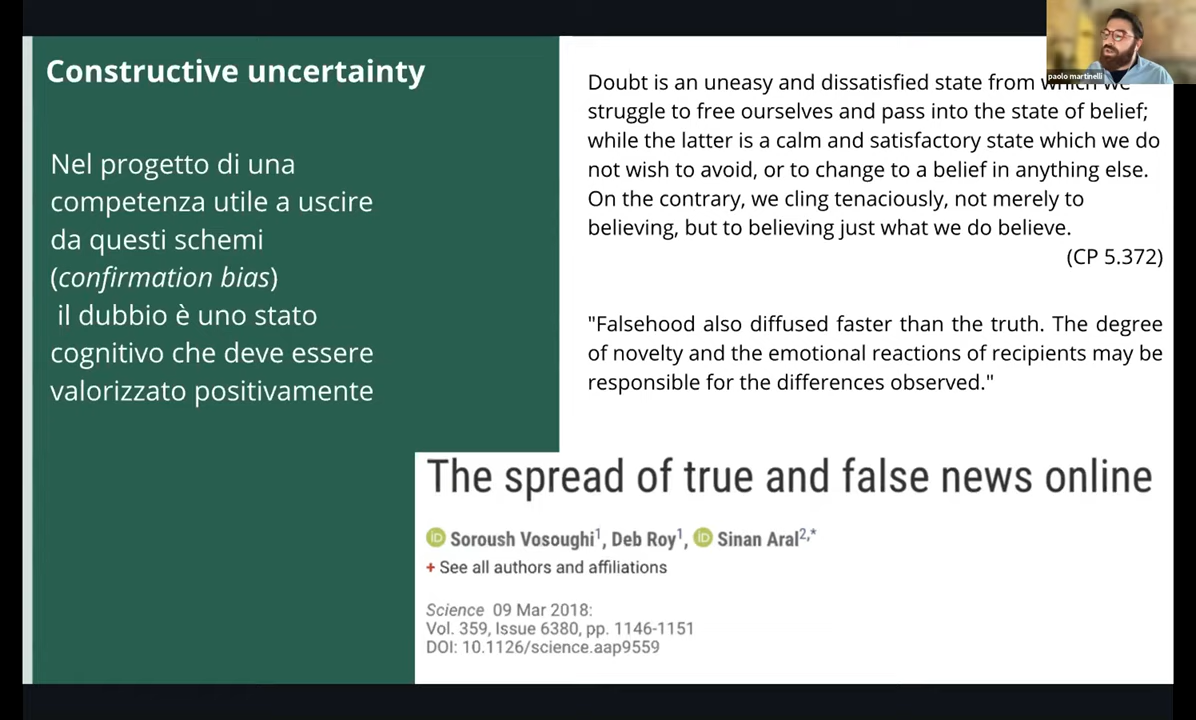 Constructive uncertainty
Nel progetto di una
competenza utile a uscire
da questi schemi
(confirmation bias)
il dubbio è uno stato
cognitivo che deve essere
valorizzato positivamente
paolo martinelli
Doubt is an uneasy and dissatisfied state from which we
struggle to free ourselves and pass into the state of belief;
while the latter is a calm and satisfactory state which we do
not wish to avoid, or to change to a belief in anything else.
On the contrary, we cling tenaciously, not merely to
believing, but to believing just what we do believe.
(CP 5.372)
"Falsehood also diffused faster than the truth. The degree
of novelty and the emotional reactions of recipients may be
responsible for the differences observed."
The spread of true and false news online
iD Soroush Vosoughi1, Deb Roy1, iD Sinan Aral2,*
+ See all authors and affiliations
Science 09 Mar 2018:
Vol. 359, Issue 6380, pp. 1146-1151
DOI: 10.1126/science.aap9559